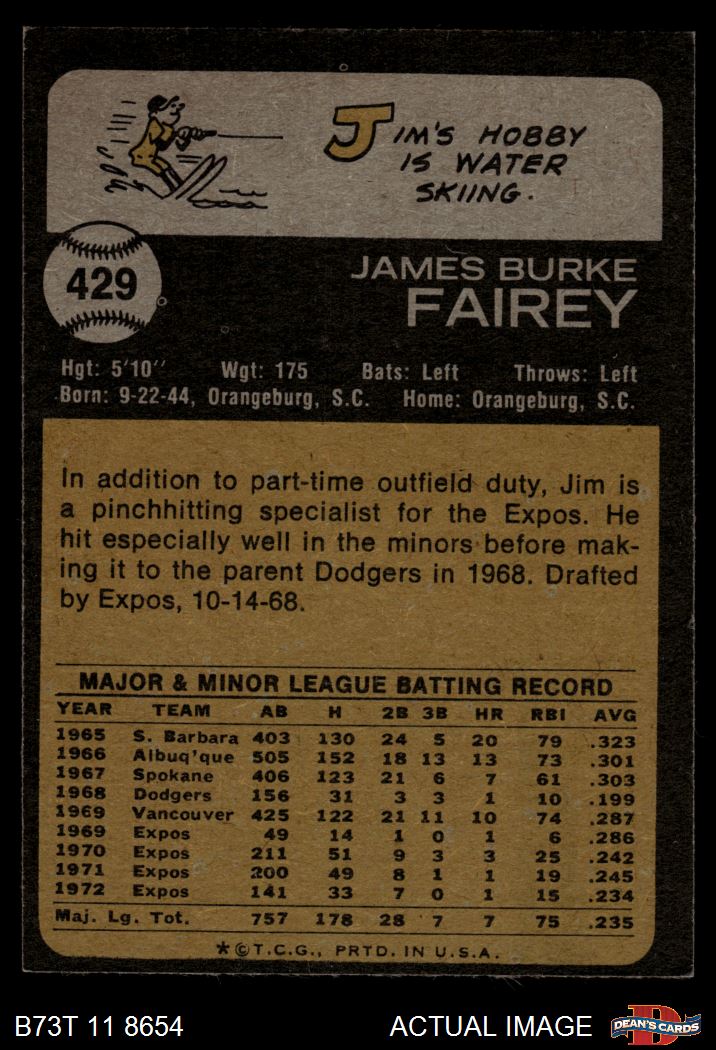 JIM'S HOBBY
IS WATER
SKIING.
429
JAMES BURKE
FAIREY
Hgt: 5'10" Wgt: 175 Bats: Left Throws: Left
Born: 9-22-44, Orangeburg, S.C. Home: Orangeburg, S.C.
In addition to part-time outfield duty, Jim is
a pinchhitting specialist for the Expos. He
hit especially well in the minors before mak-
ing it to the parent Dodgers in 1968. Drafted
by Expos, 10-14-68.
MAJOR & MINOR LEAGUE BATTING RECORD
YEAR TEAM AB H 2B 3B HR RBI AVG
1965 S. Barbara 403 130 24 5 20 79 .323
1966 Albuq'que 505 152 18 13 13 73 .301
1967 Spokane 406 123 21 6 7 61 .303
1968 Dodgers 156 31 3 3 1 10 .199
1969 Vancouver 425 122 21 11 10 74 .287
1969 Expos 49 14 1 0 1 6 .286
1970 Expos 211 51 9 3 3 25 .242
1971 Expos 200 49 8 1 1 19 .245
1972 Expos 141 33 7 0 1 15 .234
Maj. Lg. Tot. 757 178 28 7 7 75 .235
*©T.C.G., PRTD. IN U.S.A.
B73T 11 8654 ACTUAL IMAGE
D
DEAN'S CARDS